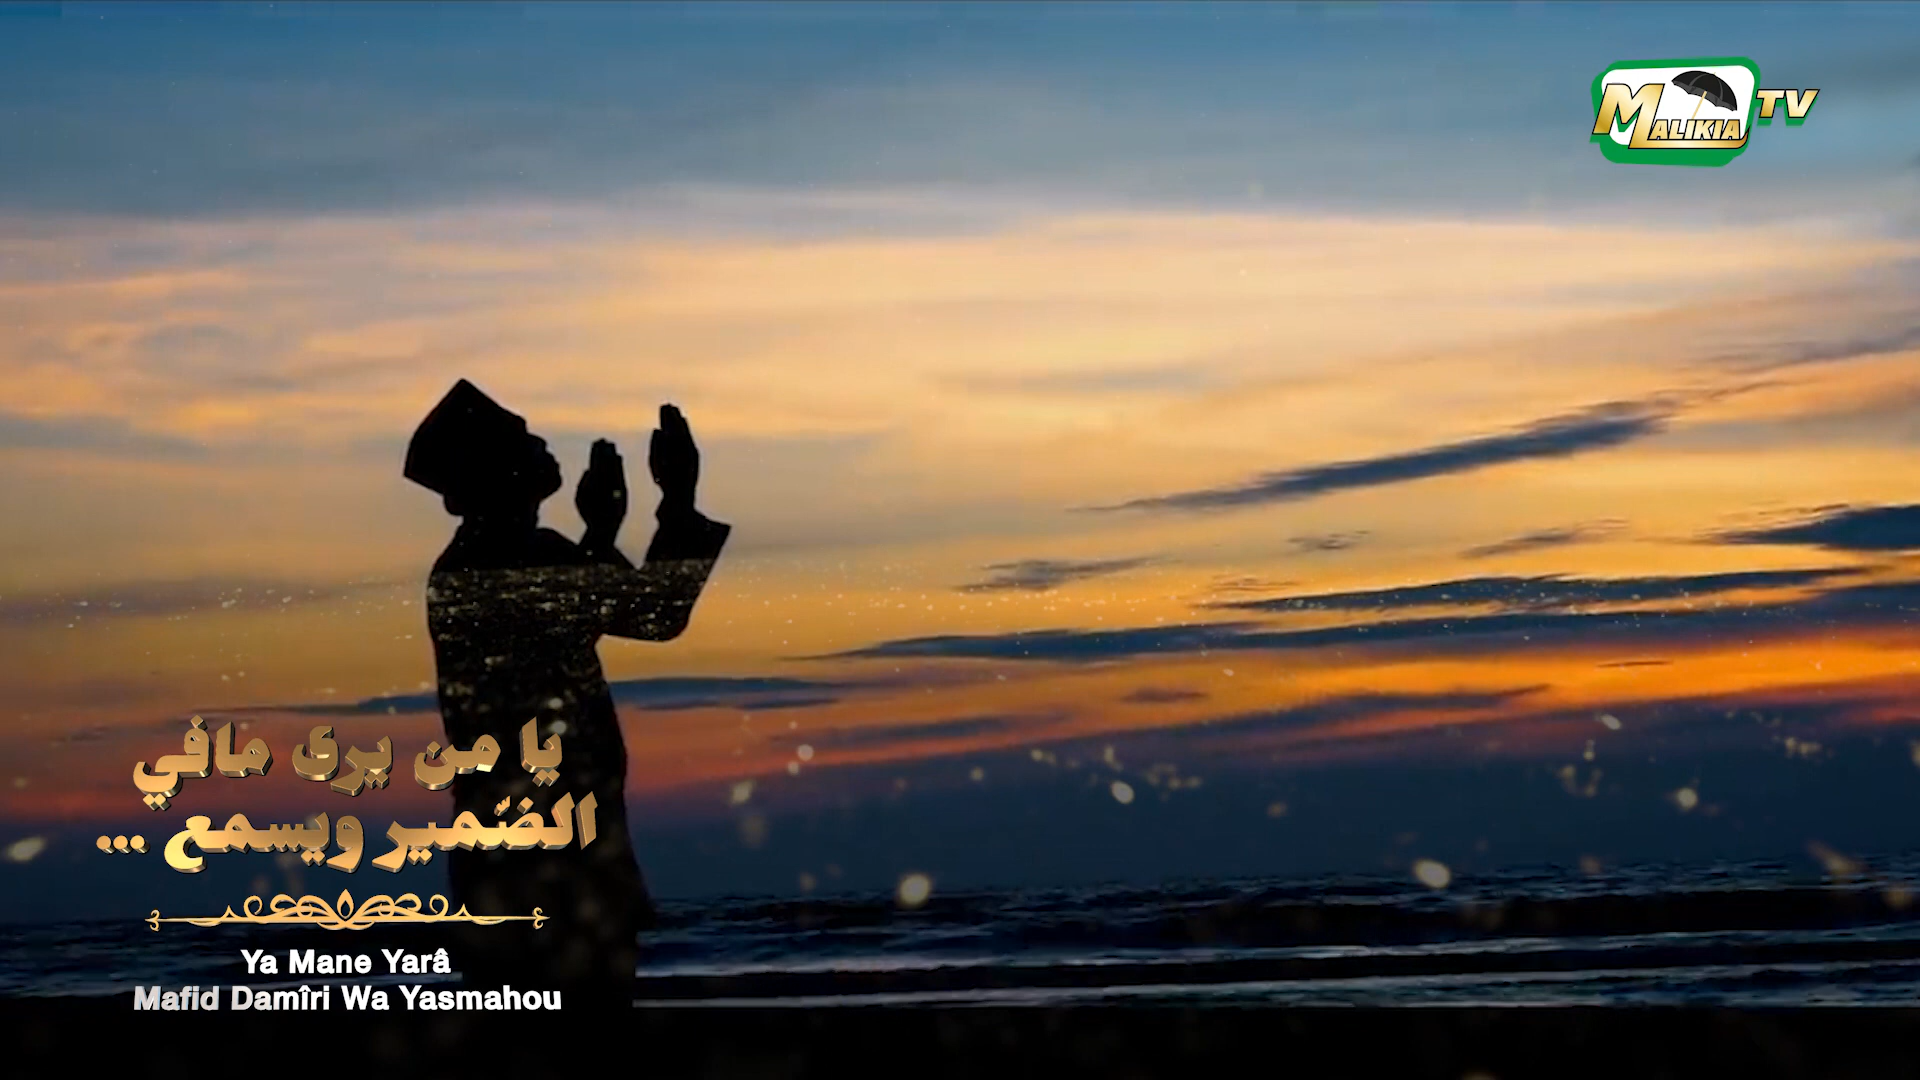 MALIKIA TV
يا من يرى مافي
الضّمير ويسمع ...
Ya Mane Yarâ
Mafid Damîri Wa Yasmahou